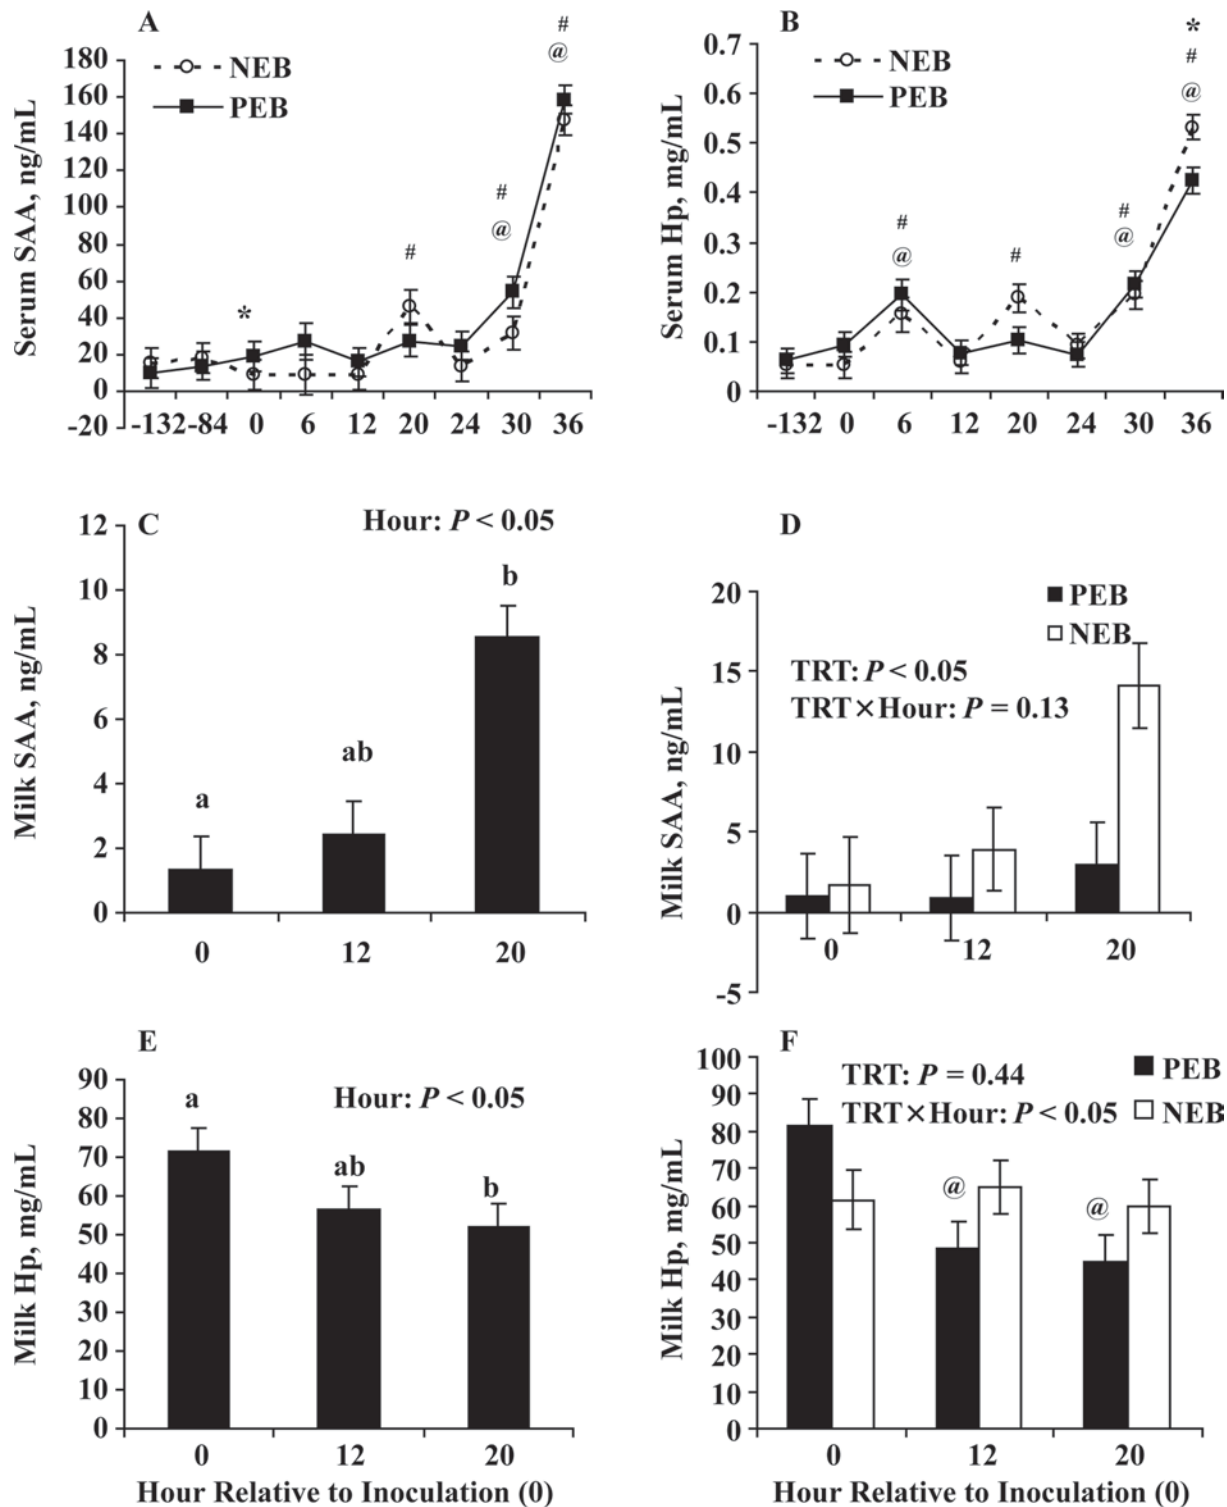 A
NEB
PEB
Serum SAA, ng/mL
180
160
140
120
100
80
60
40
20
0
-20
*
#
#
@
#
@
-132 -84 0 6 12 20 24 30 36
B
NEB
PEB
Serum Hp, mg/mL
0.7
0.6
0.5
0.4
0.3
0.2
0.1
0
#
@
#
#
@
*
#
@
-132 0 6 12 20 24 30 36
C
Hour: P < 0.05
Milk SAA, ng/mL
12
10
8
6
4
2
0
a
ab
b
0 12 20
D
PEB
NEB
TRT: P < 0.05
TRT×Hour: P = 0.13
Milk SAA, ng/mL
20
15
10
5
0
-5
0 12 20
E
Hour: P < 0.05
Milk Hp, mg/mL
90
80
70
60
50
40
30
20
10
0
a
ab
b
0 12 20
Hour Relative to Inoculation (0)
F
TRT: P = 0.44
TRT×Hour: P < 0.05
PEB
NEB
Milk Hp, mg/mL
100
90
80
70
60
50
40
30
20
10
0
@
@
0 12 20
Hour Relative to Inoculation (0)